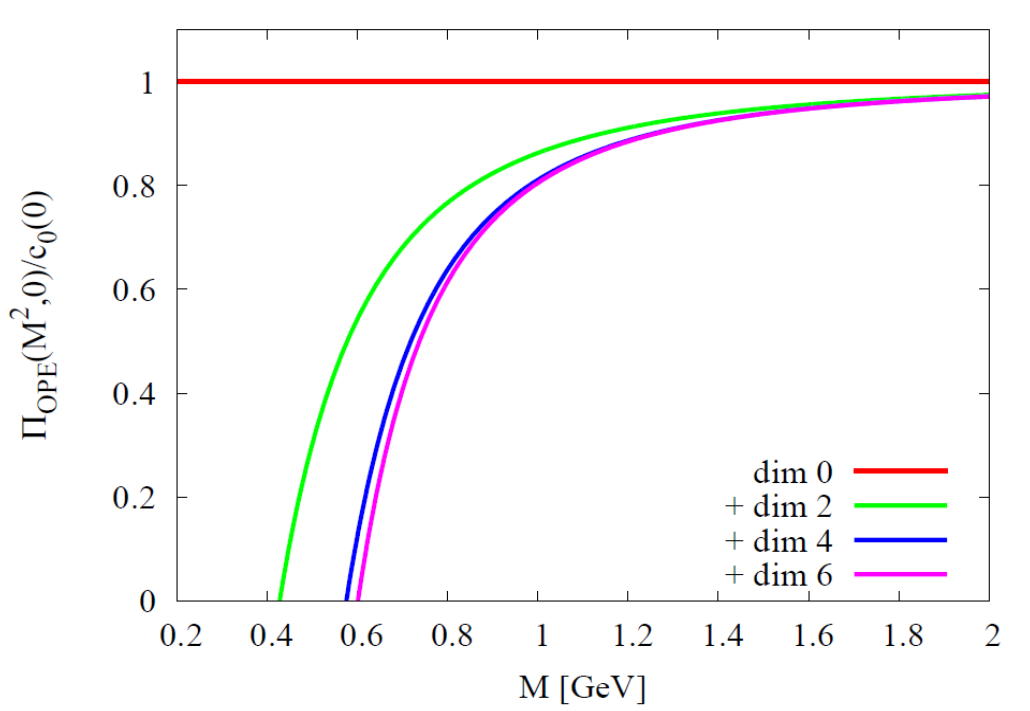 1
0.8
0.6
0.4
0.2
0
Π_OPE(M²,0)/c₀(0)
dim 0
+ dim 2
+ dim 4
+ dim 6
0.2 0.4 0.6 0.8 1 1.2 1.4 1.6 1.8 2
M [GeV]